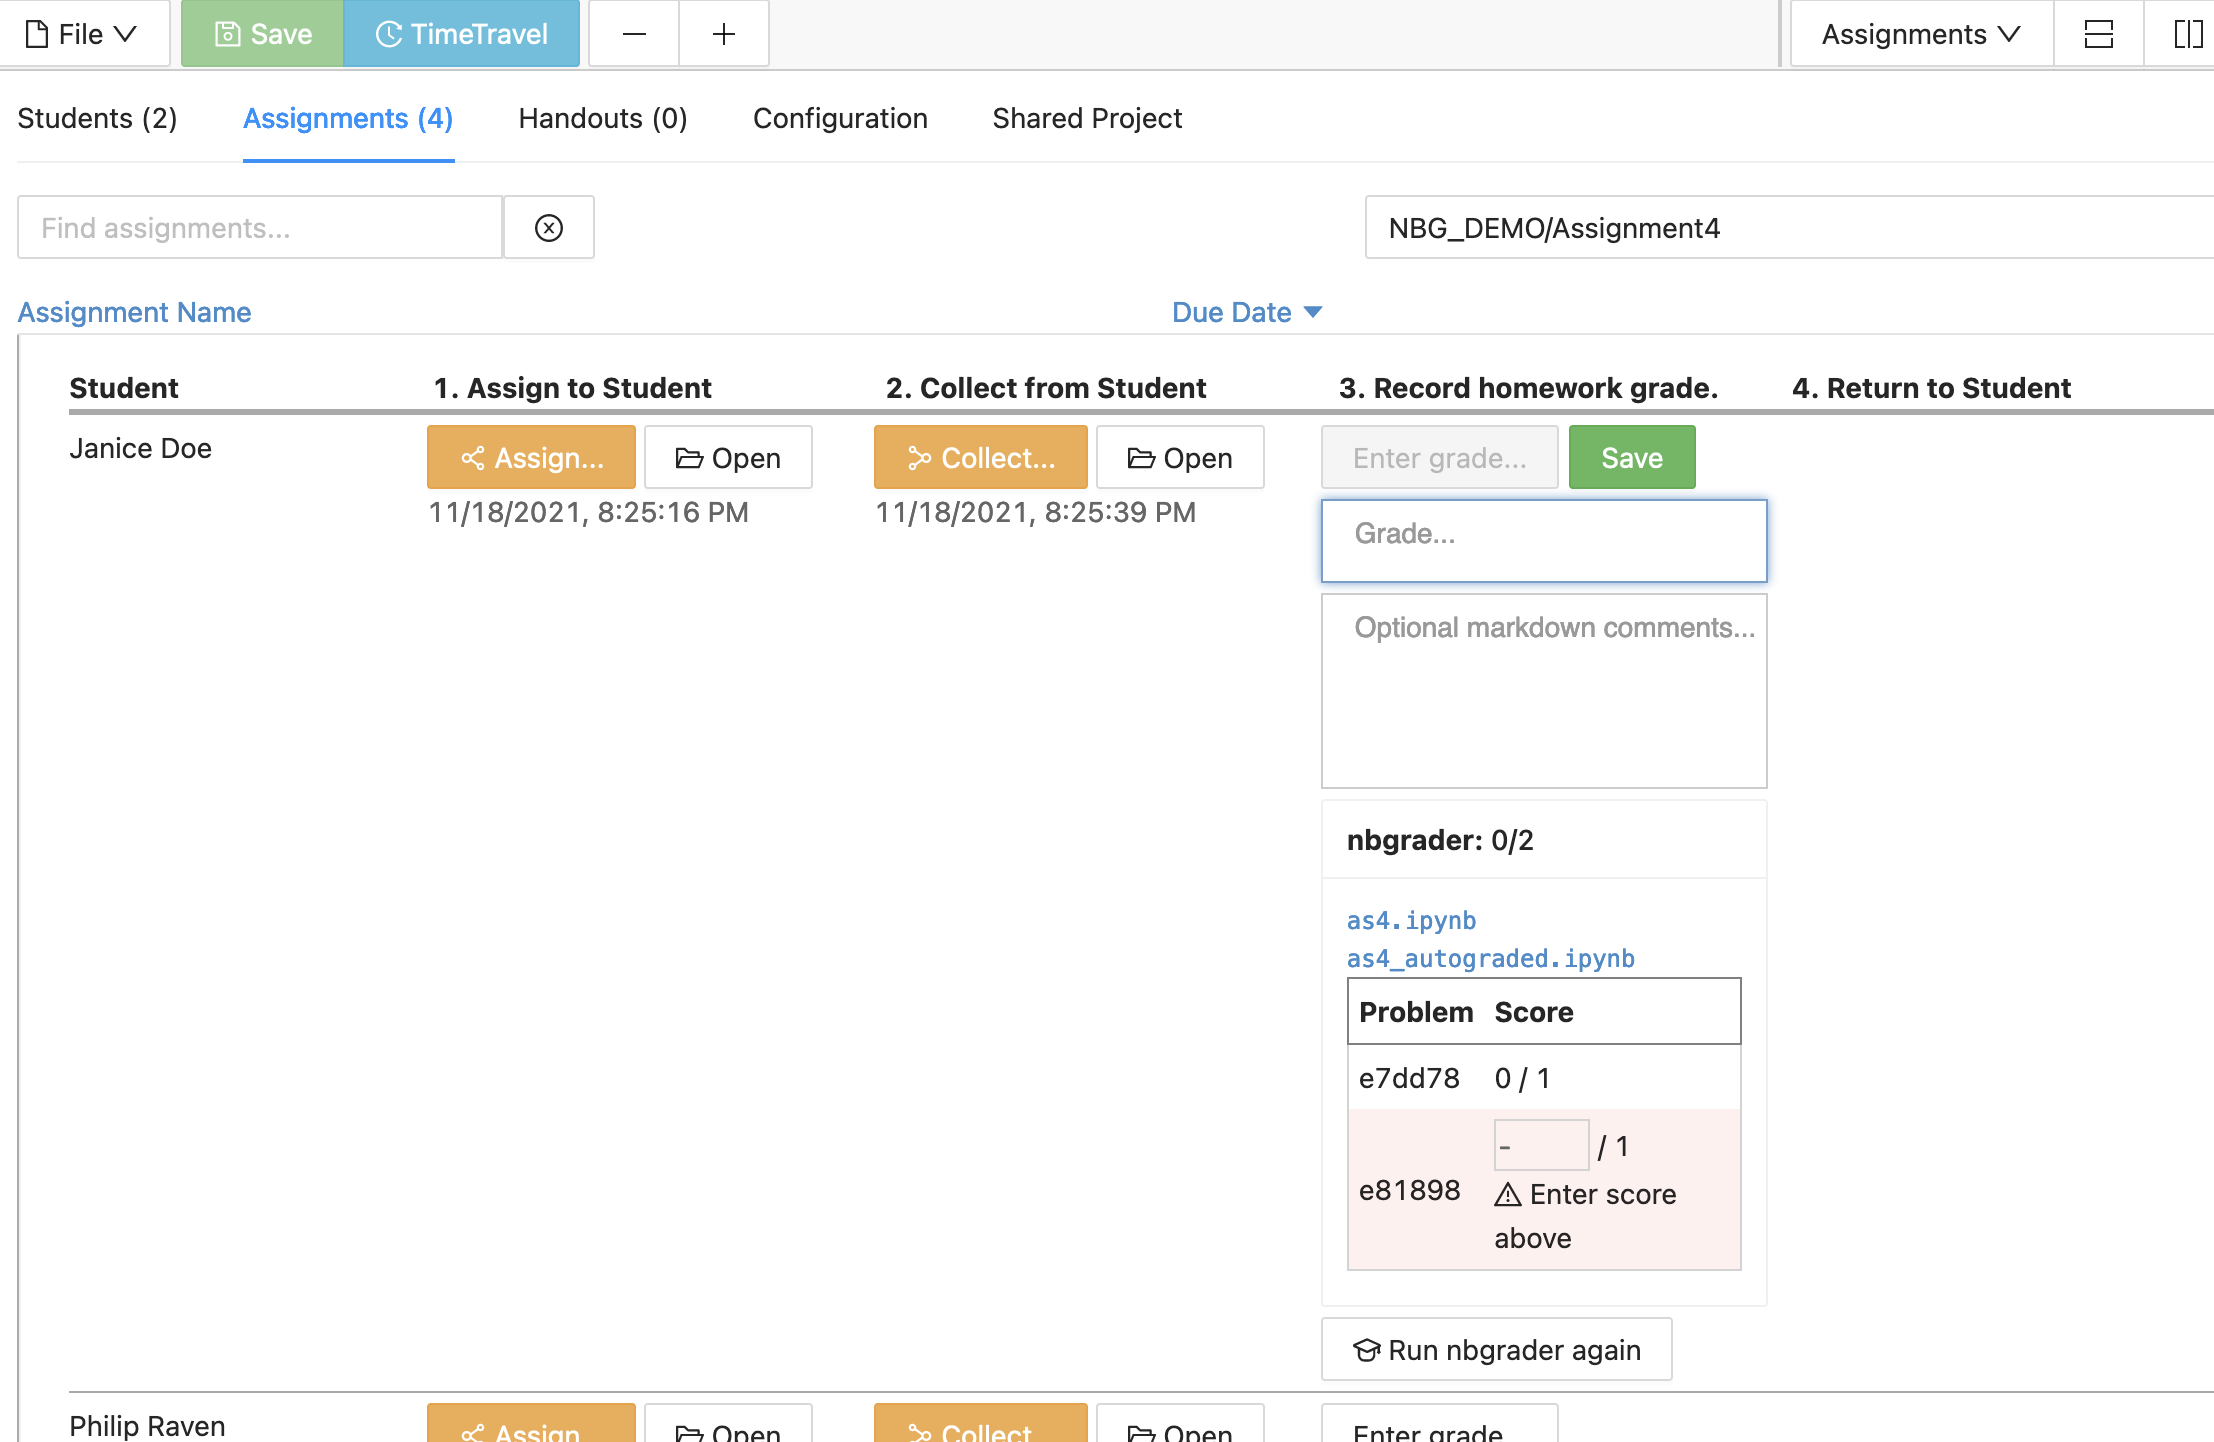 File Save TimeTravel Assignments
Students (2) Assignments (4) Handouts (0) Configuration Shared Project
Find assignments... NBG_DEMO/Assignment4
Assignment Name Due Date
Student 1. Assign to Student 2. Collect from Student 3. Record homework grade. 4. Return to Student
Janice Doe Assign... Open Collect... Open Enter grade... Save
11/18/2021, 8:25:16 PM 11/18/2021, 8:25:39 PM
Grade...
Optional markdown comments...
nbgrader: 0/2
as4.ipynb
as4_autograded.ipynb
Problem Score
e7dd78 0 / 1
- / 1
e81898 Enter score
above
Run nbgrader again
Philip Raven Assign Open Collect Open Enter grade